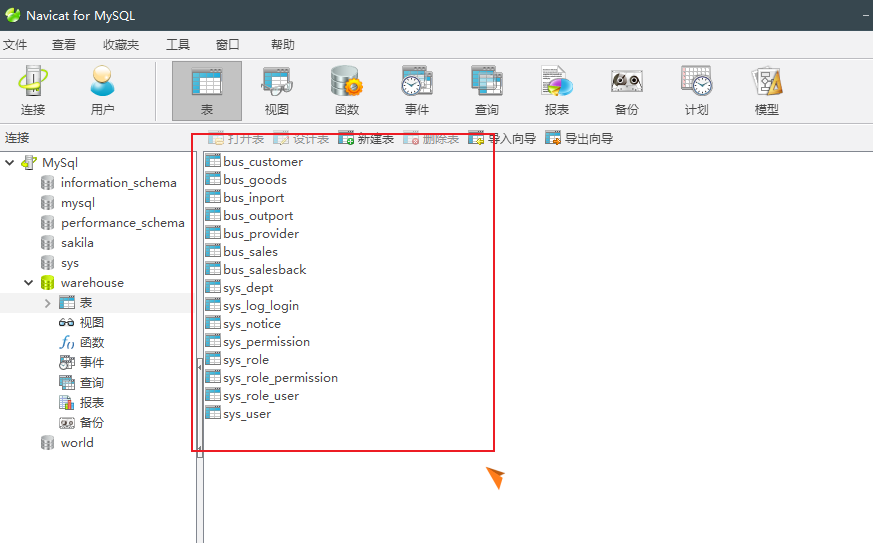 Navicat for MySQL
文件 查看 收藏夹 工具 窗口 帮助
连接 用户 表 视图 函数 事件 查询 报表 备份 计划 模型
连接
打开表 设计表 新建表 删除表 导入向导 导出向导
MySql
information_schema
mysql
performance_schema
sakila
sys
warehouse
表
视图
函数
事件
查询
报表
备份
world
bus_customer
bus_goods
bus_inport
bus_outport
bus_provider
bus_sales
bus_salesback
sys_dept
sys_log_login
sys_notice
sys_permission
sys_role
sys_role_permission
sys_role_user
sys_user